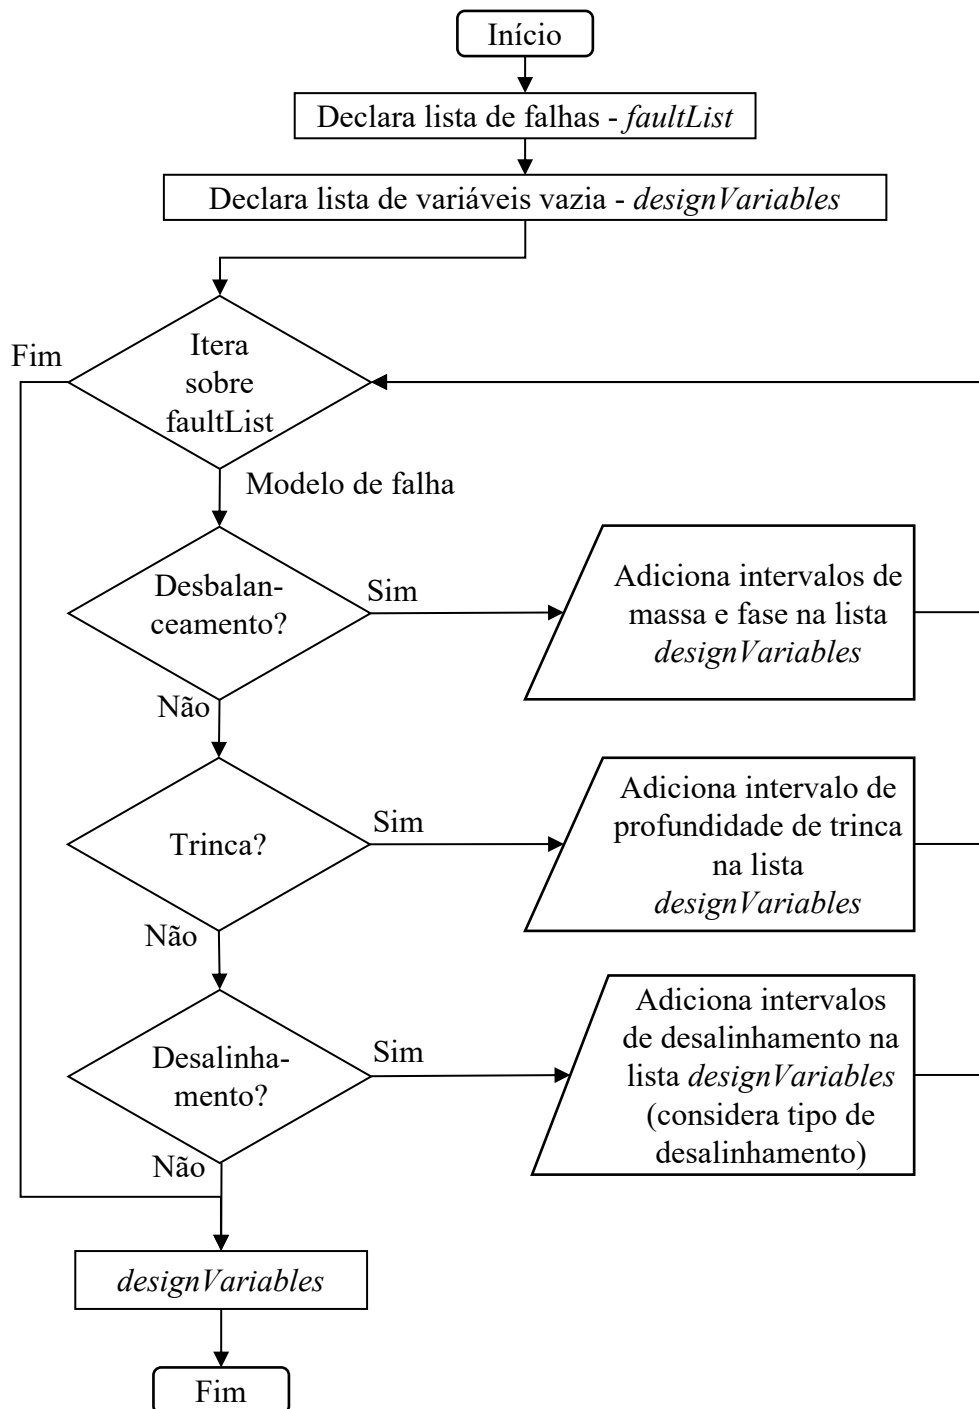 Início
Declara lista de falhas - faultList
Declara lista de variáveis vazia - designVariables
Fim
Itera
sobre
faultList
Modelo de falha
Desbalan-
ceamento?
Sim
Adiciona intervalos de
massa e fase na lista
designVariables
Não
Trinca?
Sim
Adiciona intervalo de
profundidade de trinca
na lista
designVariables
Não
Desalinha-
mento?
Sim
Adiciona intervalos
de desalinhamento na
lista designVariables
(considera tipo de
desalinhamento)
Não
designVariables
Fim